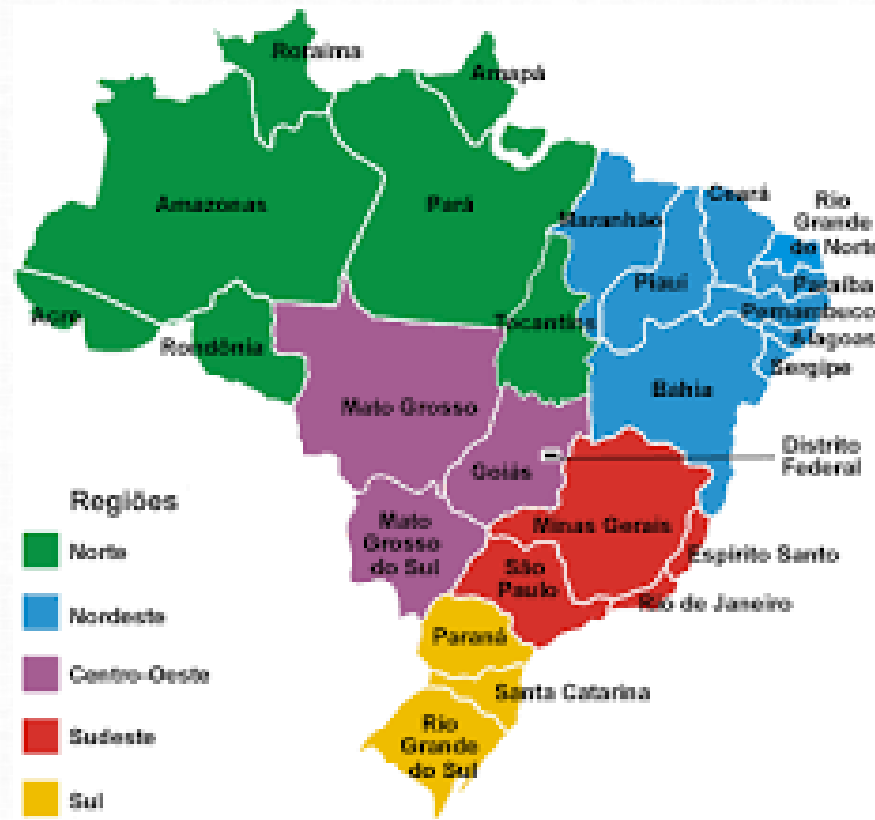 Roraima
Amapá
Amazonas
Pará
Maranhão
Ceará
Rio
Grande
do Norte
Piauí
Paraíba
Pernambuco
Alagoas
Sergipe
Acre
Rondônia
Tocantins
Bahia
Mato Grosso
Distrito
Federal
Goiás
Mato
Grosso
do Sul
Minas Gerais
Espírito Santo
São
Paulo
Rio de Janeiro
Paraná
Santa Catarina
Rio
Grande
do Sul
Regiões
Norte
Nordeste
Centro-Oeste
Sudeste
Sul